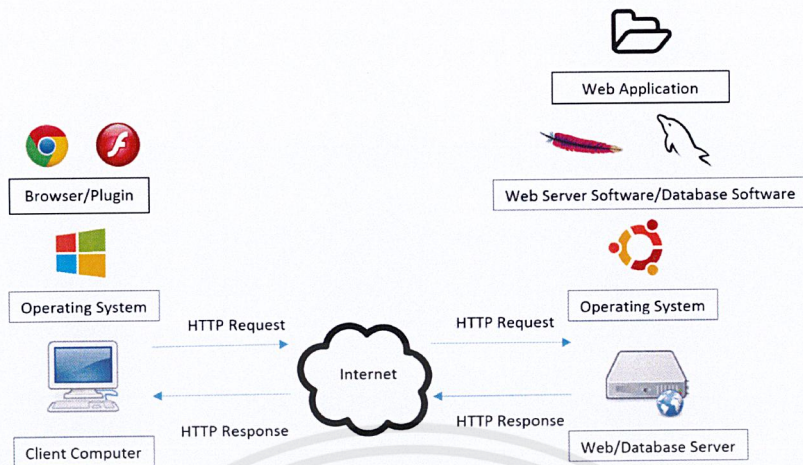 Web Application
Browser/Plugin
Web Server Software/Database Software
Operating System
Operating System
HTTP Request
HTTP Request
Internet
HTTP Response
HTTP Response
Client Computer
Web/Database Server